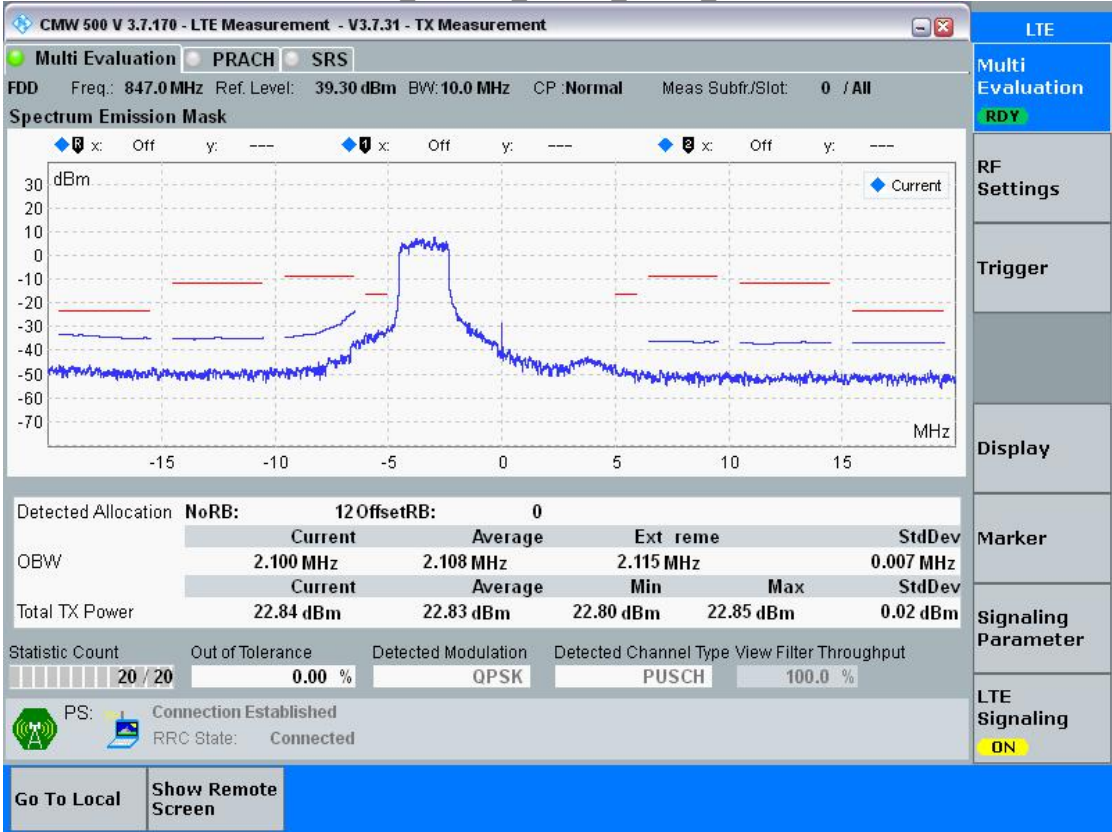 CMW 500 V 3.7.170 - LTE Measurement - V3.7.31 - TX Measurement
LTE
Multi Evaluation PRACH SRS
FDD Freq.: 847.0 MHz Ref. Level: 39.30 dBm BW: 10.0 MHz CP :Normal Meas Subfr./Slot: 0 / All
Spectrum Emission Mask
R x: Off y: --- 1 x: Off y: --- 2 x: Off y: ---
dBm
Current
30
20
10
0
-10
-20
-30
-40
-50
-60
-70
MHz
-15 -10 -5 0 5 10 15
Detected Allocation NoRB: 12 OffsetRB: 0
Current Average Ext reme StdDev
OBW 2.100 MHz 2.108 MHz 2.115 MHz 0.007 MHz
Current Average Min Max StdDev
Total TX Power 22.84 dBm 22.83 dBm 22.80 dBm 22.85 dBm 0.02 dBm
Statistic Count Out of Tolerance Detected Modulation Detected Channel Type View Filter Throughput
20 / 20 0.00 % QPSK PUSCH 100.0 %
PS: Connection Established
RRC State: Connected
Multi
Evaluation
RDY
RF
Settings
Trigger
Display
Marker
Signaling
Parameter
LTE
Signaling
ON
Go To Local
Show Remote
Screen